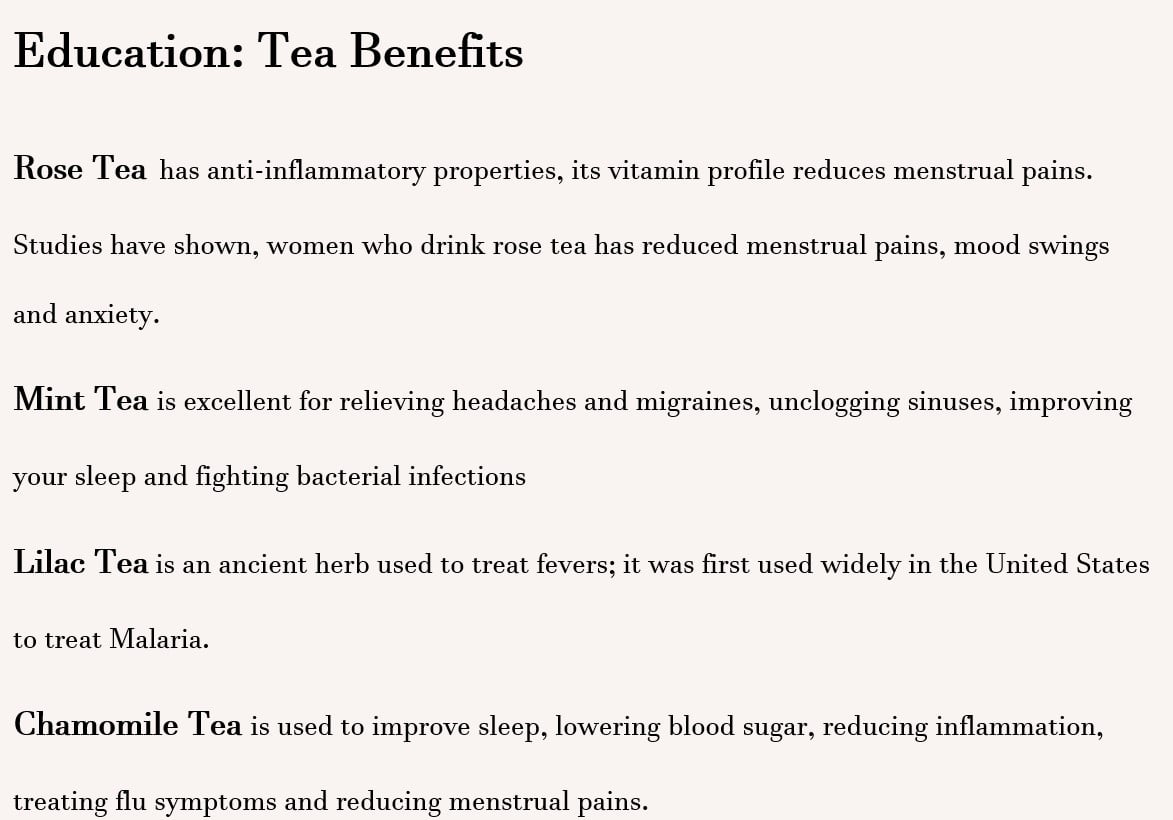 Education: Tea Benefits
Rose Tea has anti-inflammatory properties, its vitamin profile reduces menstrual pains.
Studies have shown, women who drink rose tea has reduced menstrual pains, mood swings
and anxiety.
Mint Tea is excellent for relieving headaches and migraines, unclogging sinuses, improving
your sleep and fighting bacterial infections
Lilac Tea is an ancient herb used to treat fevers; it was first used widely in the United States
to treat Malaria.
Chamomile Tea is used to improve sleep, lowering blood sugar, reducing inflammation,
treating flu symptoms and reducing menstrual pains.